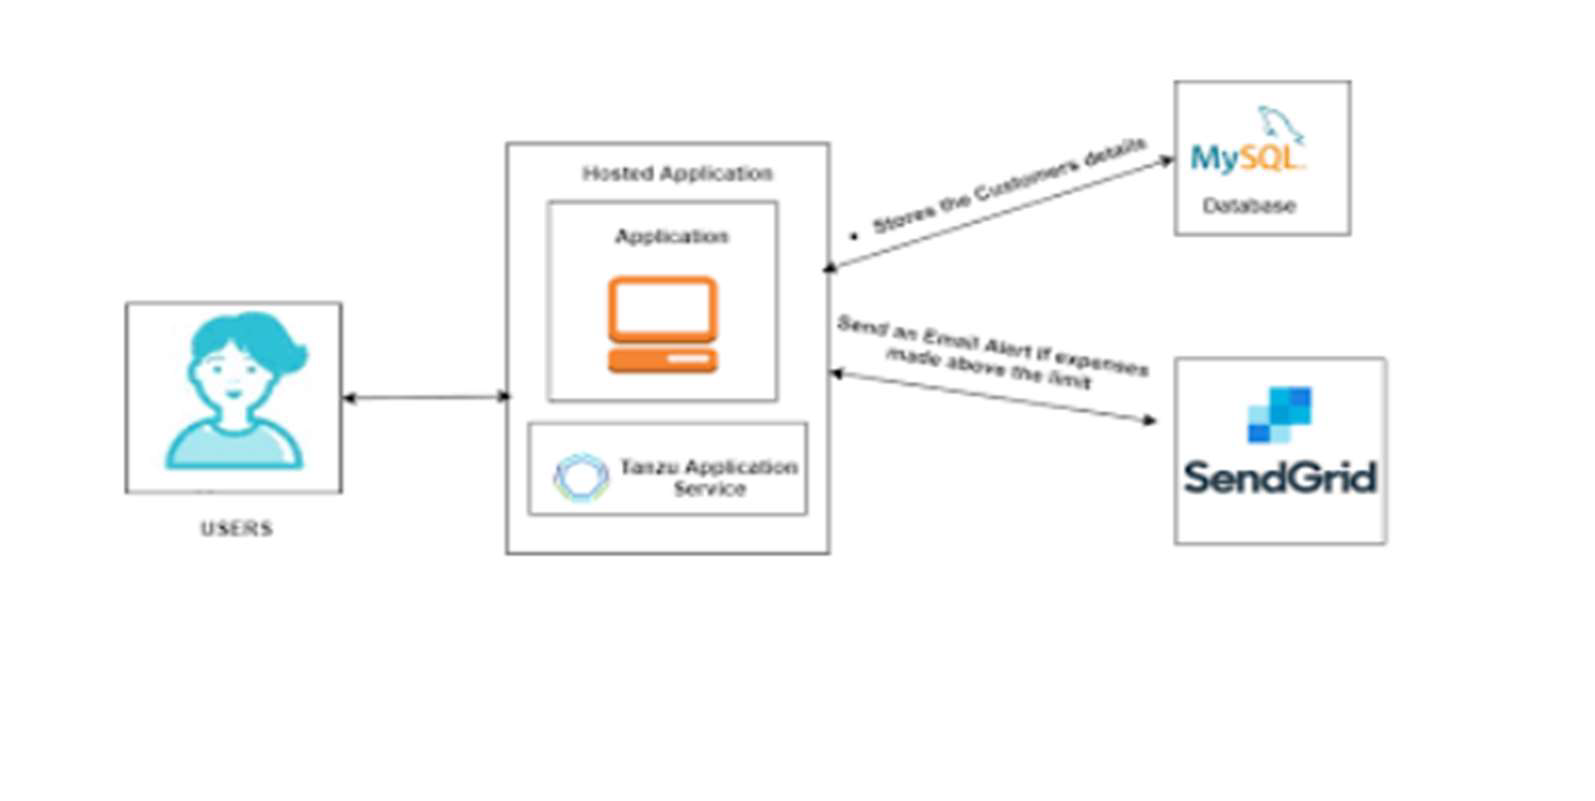 Hosted Application
Application
Tanzu Application
Service
USERS
• Stores the Customers details
Send an Email Alert if expenses
made above the limit
MySQL
Database
SendGrid